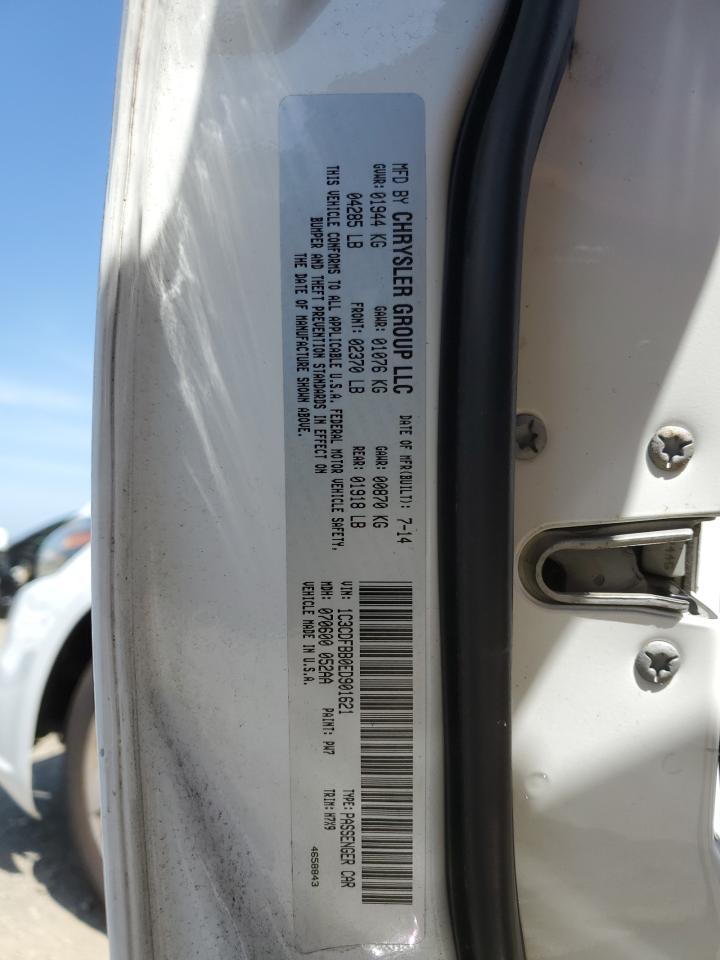 MFD BY CHRYSLER GROUP LLC DATE OF MFR(BUILT): 7-14
GVWR: 01944 KG GAWR: 01076 KG GAWR: 00870 KG
04285 LB FRONT: 02370 LB REAR: 01918 LB
THIS VEHICLE CONFORMS TO ALL APPLICABLE U.S.A. FEDERAL MOTOR VEHICLE SAFETY,
BUMPER AND THEFT PREVENTION STANDARDS IN EFFECT ON
THE DATE OF MANUFACTURE SHOWN ABOVE.
VIN: 1C3CDFBB0ED901621 TYPE: PASSENGER CAR
MDH: 070600 052AA PAINT: PW7 TRIM: H7X9
VEHICLE MADE IN U.S.A.
4658843